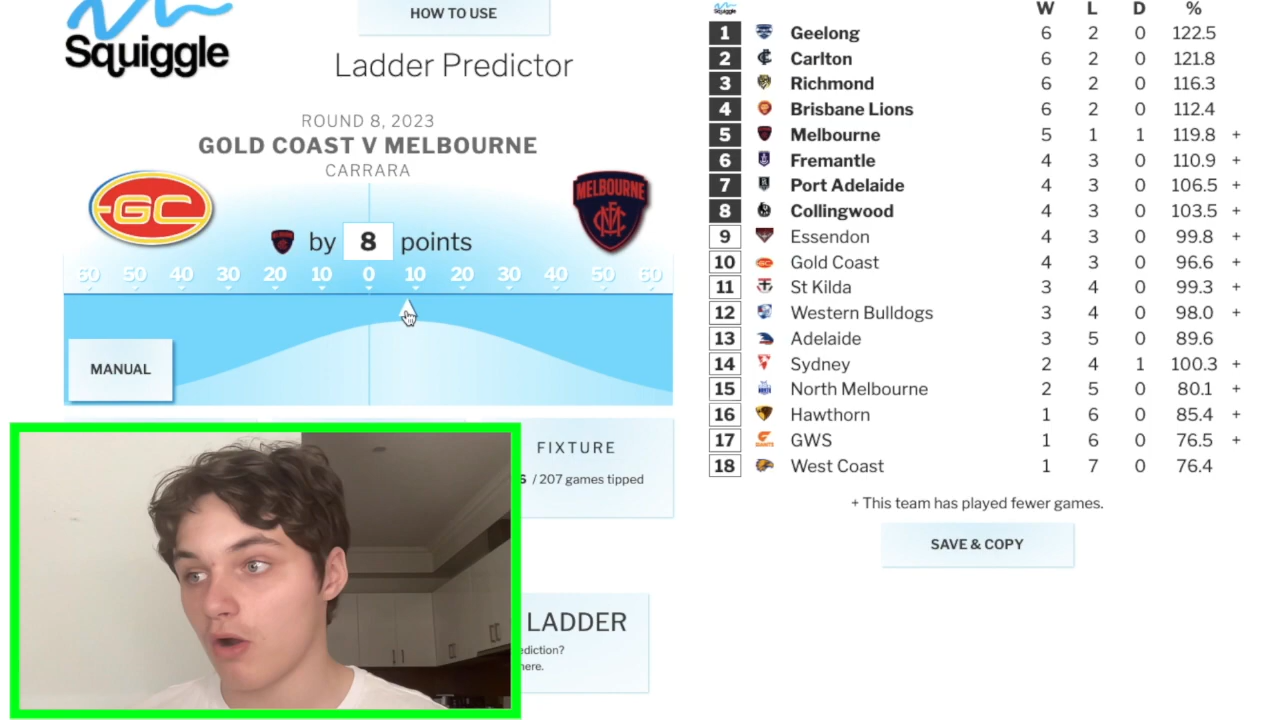 Squiggle
HOW TO USE
Ladder Predictor
ROUND 8, 2023
GOLD COAST V MELBOURNE
CARRARA
GC
MELBOURNE
by 8 points
60 50 40 30 20 10 0 10 20 30 40 50 60
MANUAL
FIXTURE
6 / 207 games tipped
LADDER
ediction?
here.
Squiggle W L D %
1 Geelong 6 2 0 122.5
2 Carlton 6 2 0 121.8
3 Richmond 6 2 0 116.3
4 Brisbane Lions 6 2 0 112.4
5 Melbourne 5 1 1 119.8 +
6 Fremantle 4 3 0 110.9 +
7 Port Adelaide 4 3 0 106.5 +
8 Collingwood 4 3 0 103.5 +
9 Essendon 4 3 0 99.8 +
10 Gold Coast 4 3 0 96.6 +
11 St Kilda 3 4 0 99.3 +
12 Western Bulldogs 3 4 0 98.0 +
13 Adelaide 3 5 0 89.6
14 Sydney 2 4 1 100.3 +
15 North Melbourne 2 5 0 80.1 +
16 Hawthorn 1 6 0 85.4 +
17 GWS 1 6 0 76.5 +
18 West Coast 1 7 0 76.4
+ This team has played fewer games.
SAVE & COPY